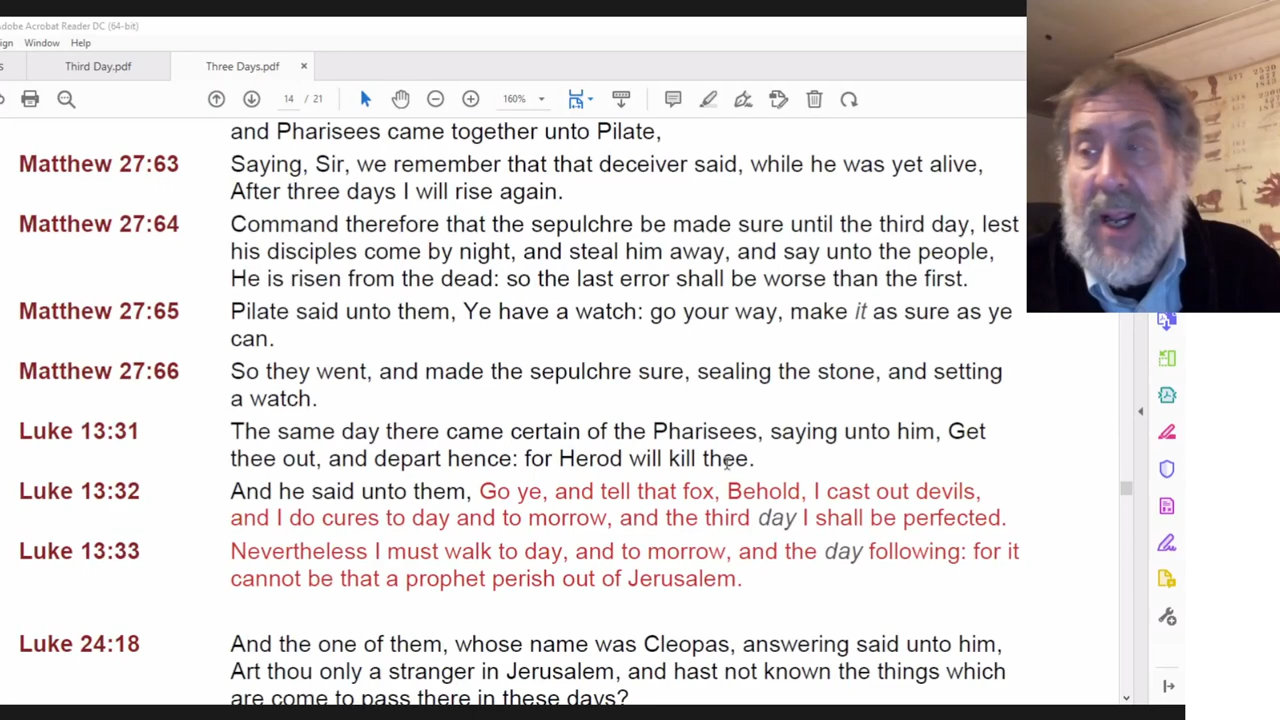 dobe Acrobat Reader DC (64-bit)
ign Window Help
s Third Day.pdf Three Days.pdf ×
14 / 21 160%
and Pharisees came together unto Pilate,
Matthew 27:63 Saying, Sir, we remember that that deceiver said, while he was yet alive,
After three days I will rise again.
Matthew 27:64 Command therefore that the sepulchre be made sure until the third day, lest
his disciples come by night, and steal him away, and say unto the people,
He is risen from the dead: so the last error shall be worse than the first.
Matthew 27:65 Pilate said unto them, Ye have a watch: go your way, make it as sure as ye
can.
Matthew 27:66 So they went, and made the sepulchre sure, sealing the stone, and setting
a watch.
Luke 13:31 The same day there came certain of the Pharisees, saying unto him, Get
thee out, and depart hence: for Herod will kill thee.
Luke 13:32 And he said unto them, Go ye, and tell that fox, Behold, I cast out devils,
and I do cures to day and to morrow, and the third day I shall be perfected.
Luke 13:33 Nevertheless I must walk to day, and to morrow, and the day following: for it
cannot be that a prophet perish out of Jerusalem.
Luke 24:18 And the one of them, whose name was Cleopas, answering said unto him,
Art thou only a stranger in Jerusalem, and hast not known the things which
are come to pass there in these days?
677
2520